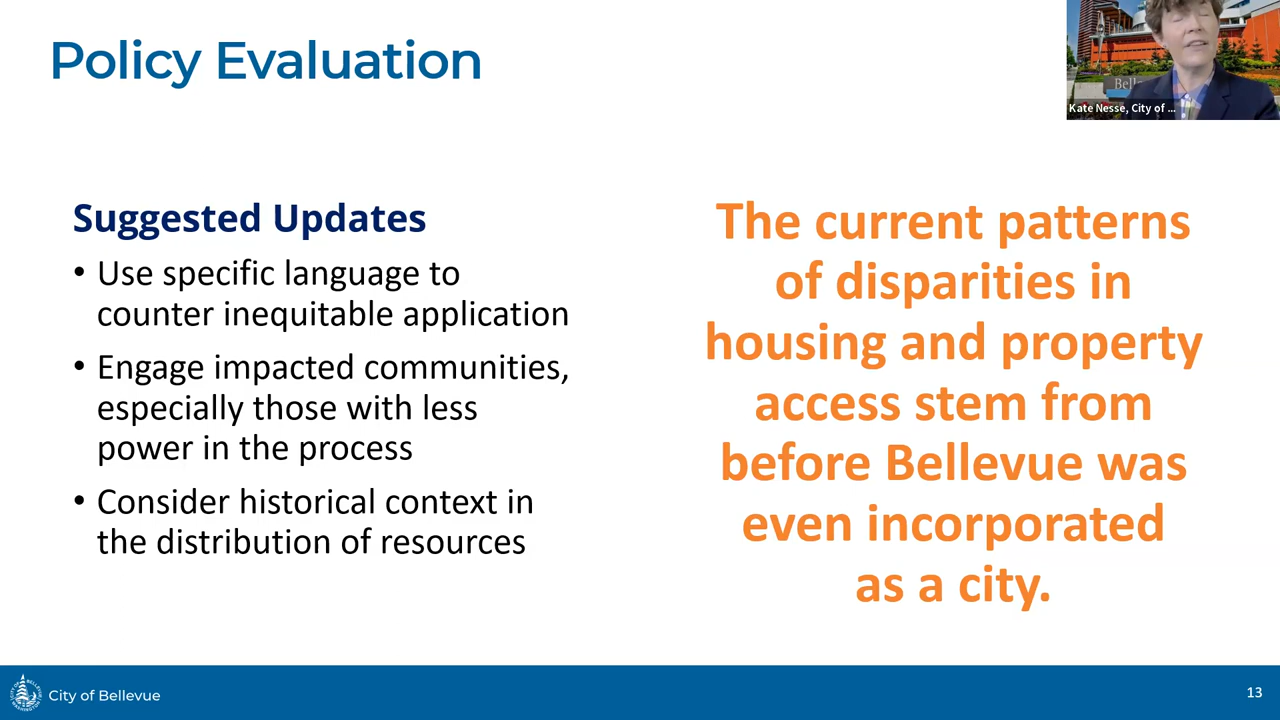 Policy Evaluation
Bell
Kate Nesse, City of ...
Suggested Updates
• Use specific language to
counter inequitable application
• Engage impacted communities,
especially those with less
power in the process
• Consider historical context in
the distribution of resources
The current patterns
of disparities in
housing and property
access stem from
before Bellevue was
even incorporated
as a city.
City of Bellevue
13